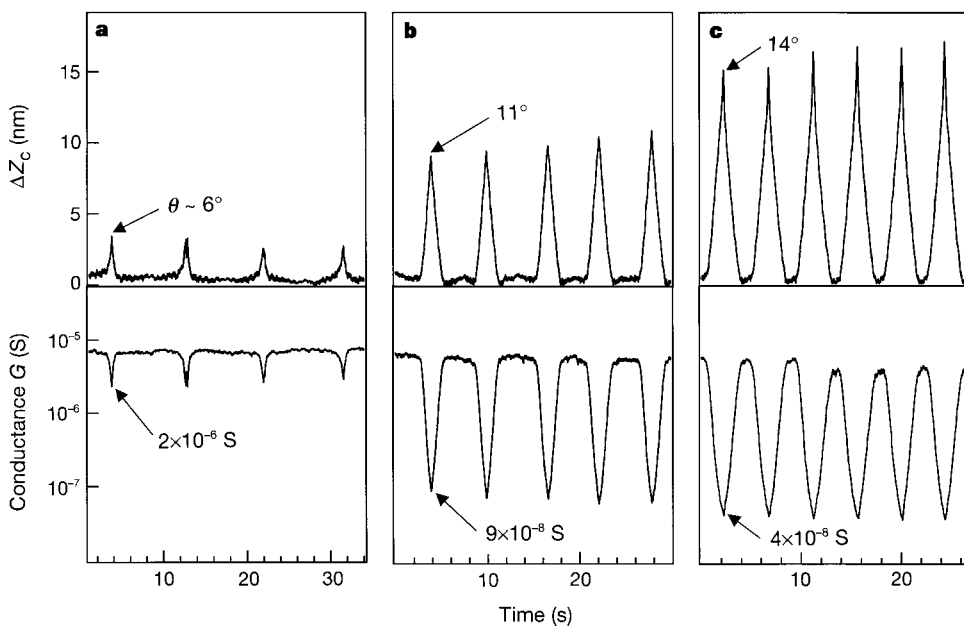 a
b
c
ΔZc (nm)
15
10
5
0
θ ~ 6°
11°
14°
Conductance G (S)
10⁻⁵
10⁻⁶
10⁻⁷
2×10⁻⁶ S
9×10⁻⁸ S
4×10⁻⁸ S
10 20 30
10 20
10 20
Time (s)